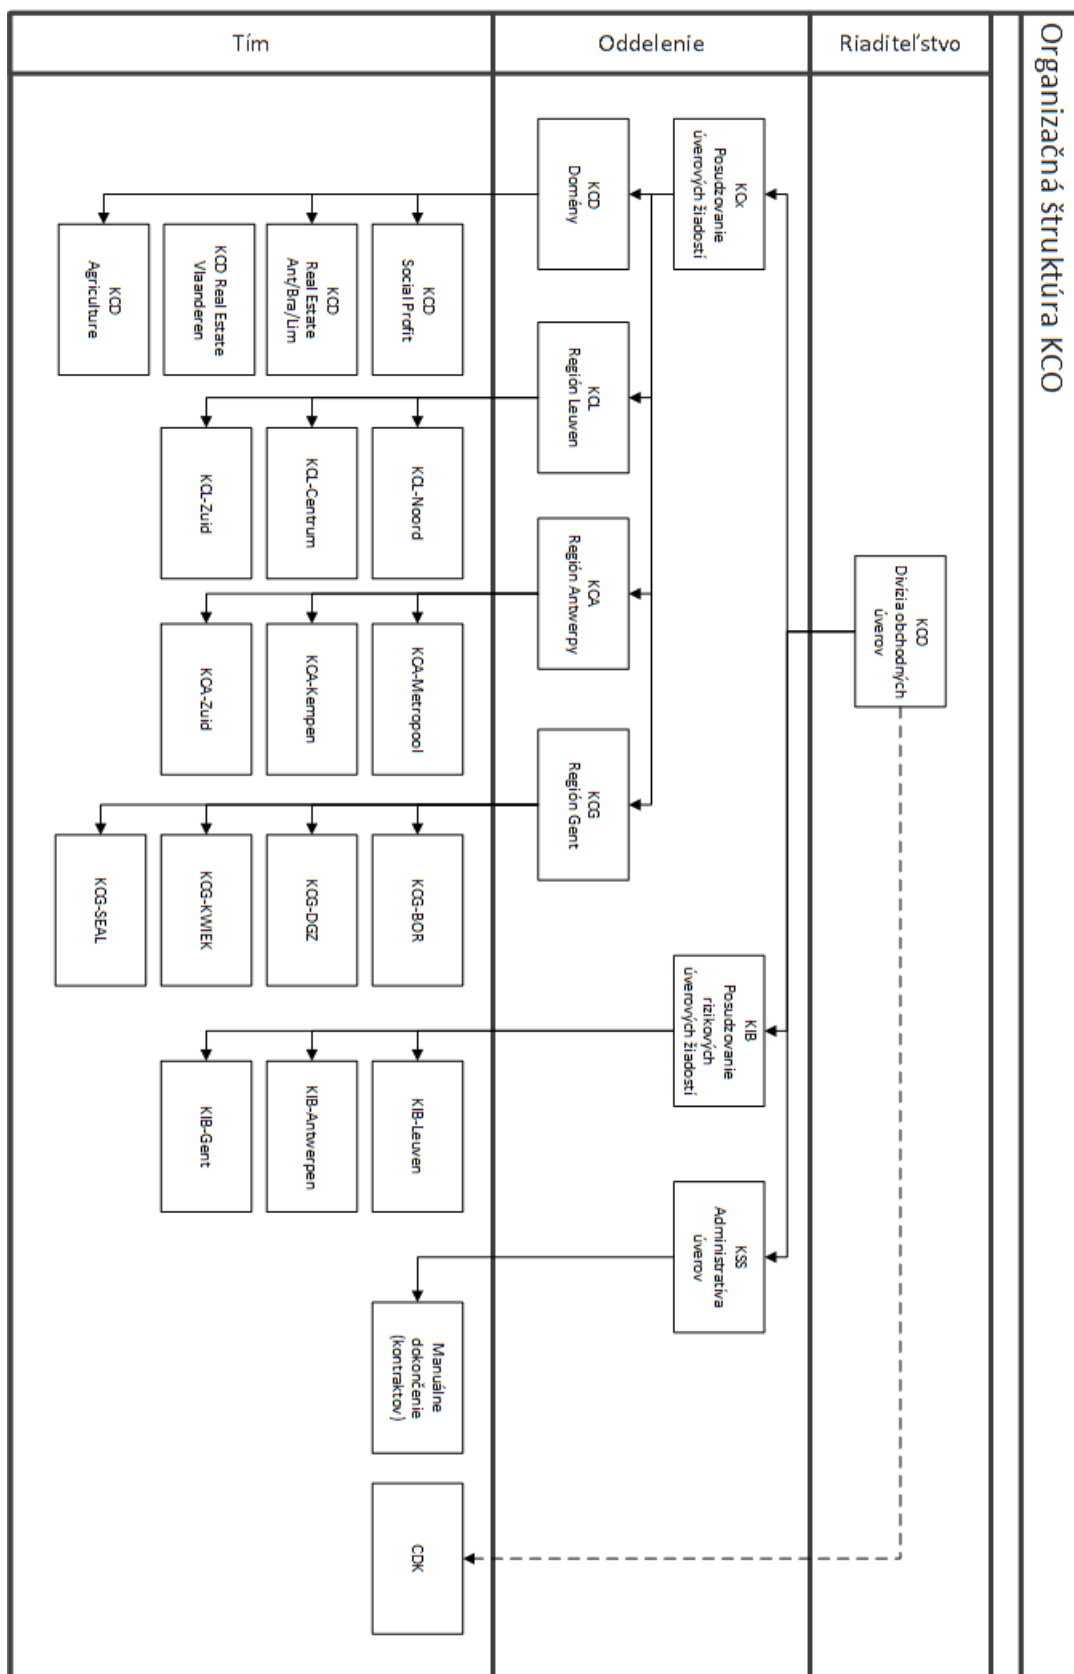 Organizačná štruktúra KCO
Riaditeľstvo
KCO
Divízia obchodných
úverov
Oddelenie
KCx
Posudzovanie
úverových žiadostí
KIB
Posudzovanie
rizikových
úverových žiadostí
KSS
Administratíva
úverov
KCD
Domény
KCL
Región Leuven
KCA
Región Antwerpy
KCG
Región Gent
Tím
KCD
Social Profit
KCL-Noord
KCA-Metropool
KCG-BOR
KIB-Leuven
Manuálne
dokončenie
(kontraktov)
CDK
KCD
Real Estate
Ant/Bra/Lim
KCL-Centrum
KCA-Kempen
KCG-DGZ
KIB-Antwerpen
KCD Real Estate
Vlaanderen
KCL-Zuid
KCA-Zuid
KCG-KWIEK
KIB-Gent
KCD
Agriculture
KCG-SEAL